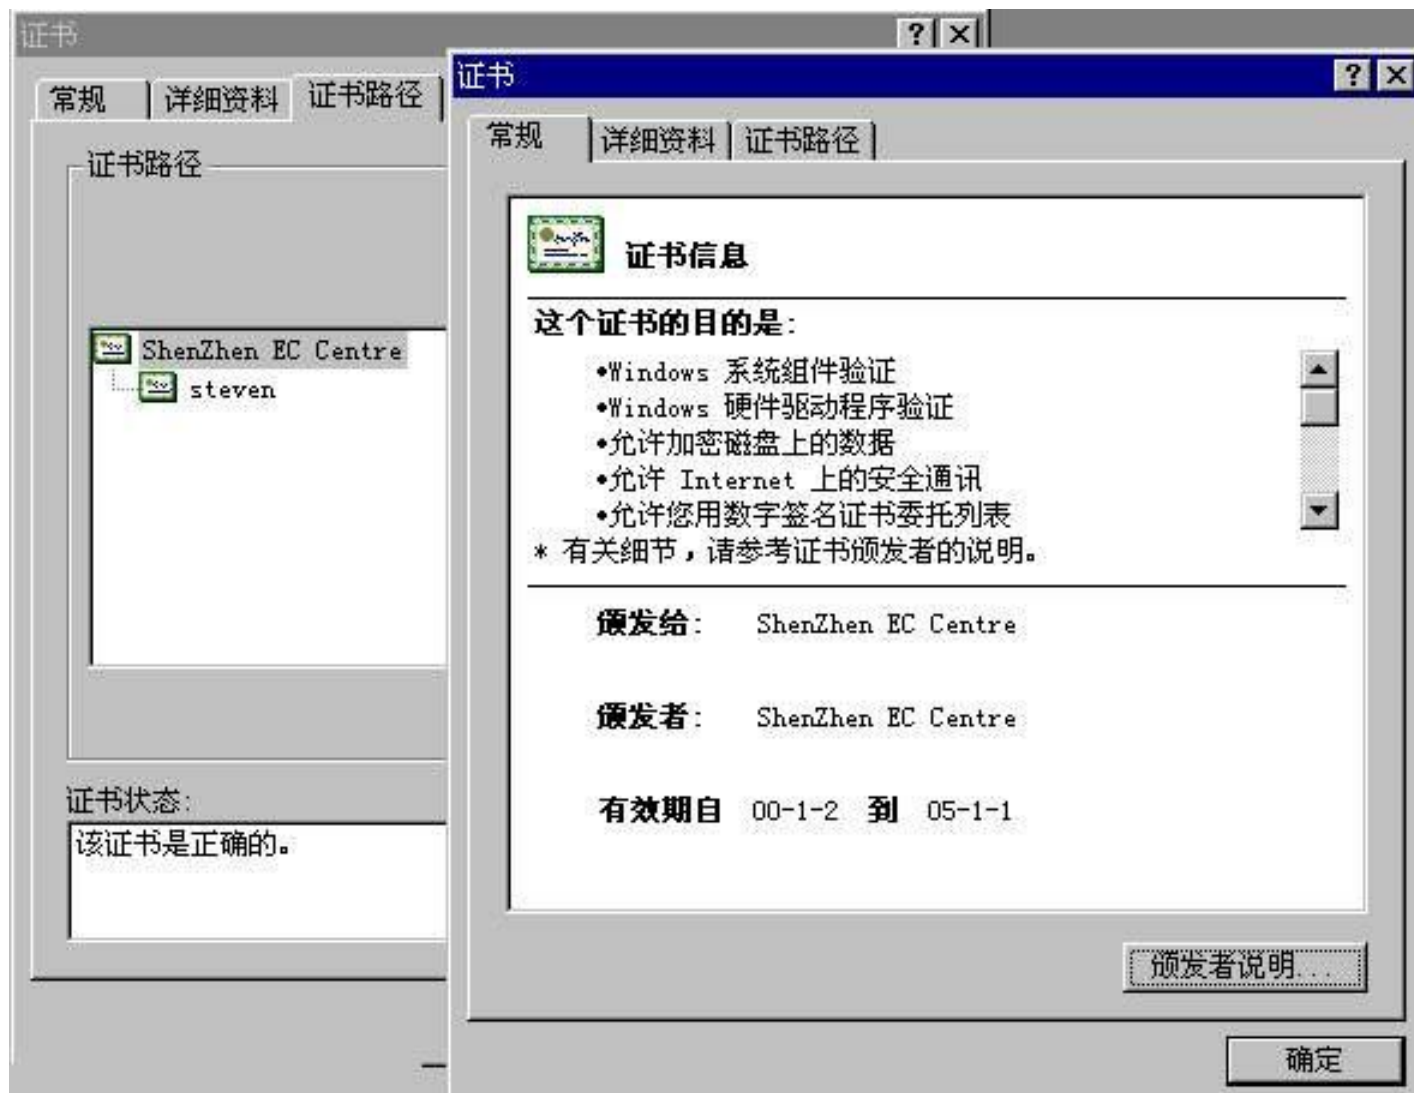 证书
常规
详细资料
证书路径
证书路径
ShenZhen EC Centre
steven
证书状态:
该证书是正确的。
证书
常规
详细资料
证书路径
证书信息
这个证书的目的是:
•Windows 系统组件验证
•Windows 硬件驱动程序验证
•允许加密磁盘上的数据
•允许 Internet 上的安全通讯
•允许您用数字签名证书委托列表
* 有关细节，请参考证书颁发者的说明。
颁发给: ShenZhen EC Centre
颁发者: ShenZhen EC Centre
有效期自 00-1-2 到 05-1-1
颁发者说明...
确定